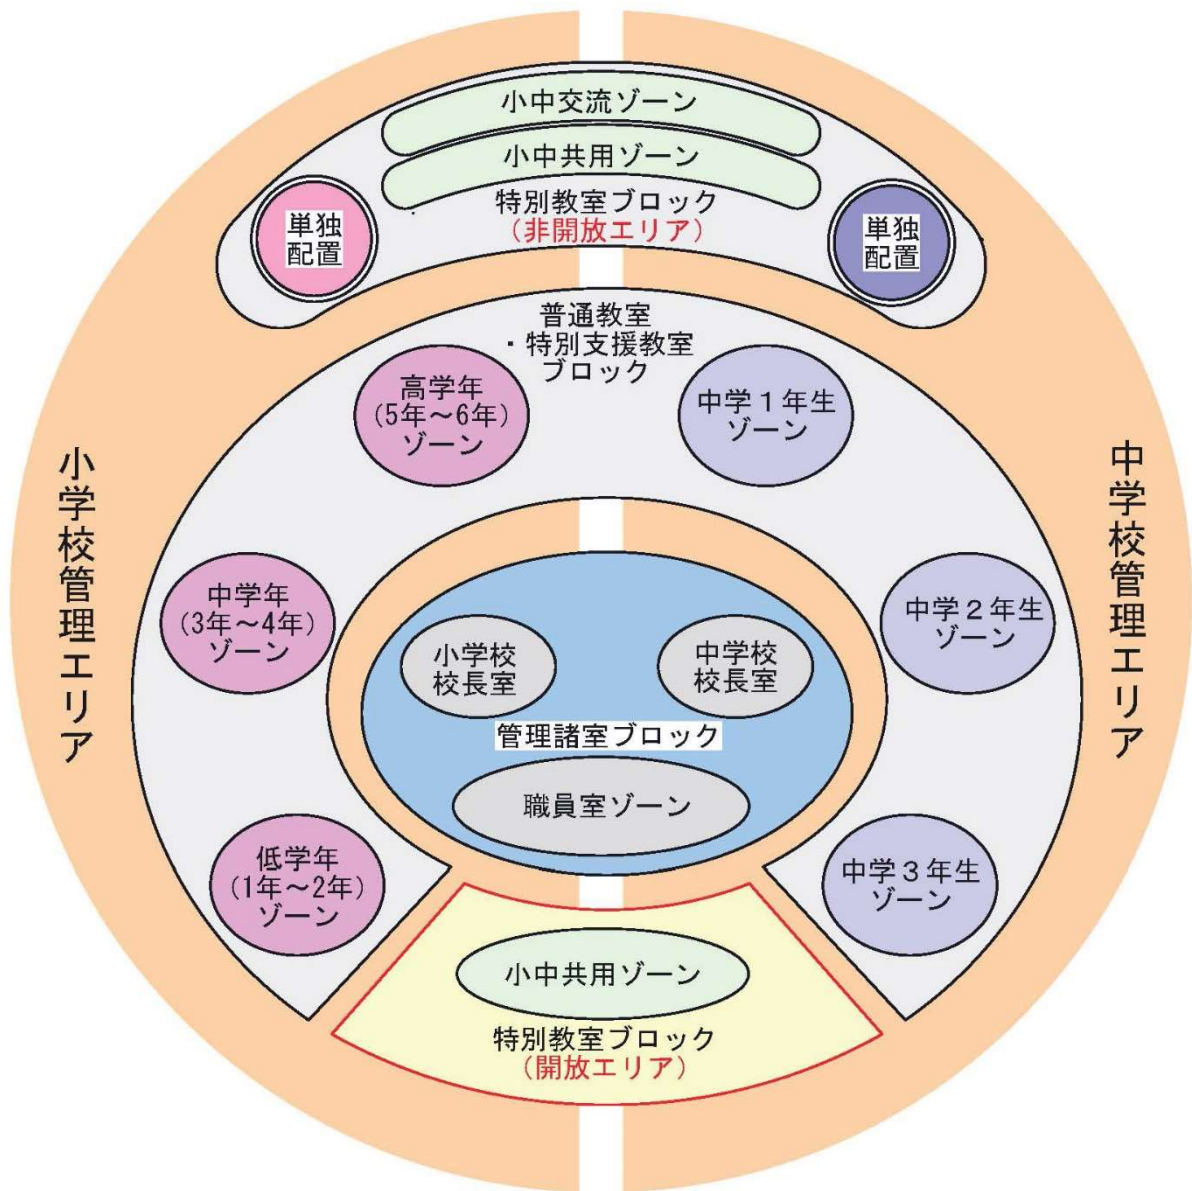 小中交流ゾーン
小中共用ゾーン
特別教室ブロック
（非開放エリア）
単独
配置
単独
配置
普通教室
・特別支援教室
ブロック
高学年
(5年～6年)
ゾーン
中学１年生
ゾーン
小学校管理エリア
中学校管理エリア
中学年
(3年～4年)
ゾーン
中学２年生
ゾーン
小学校
校長室
中学校
校長室
管理諸室ブロック
職員室ゾーン
低学年
(1年～2年)
ゾーン
中学３年生
ゾーン
小中共用ゾーン
特別教室ブロック
（開放エリア）